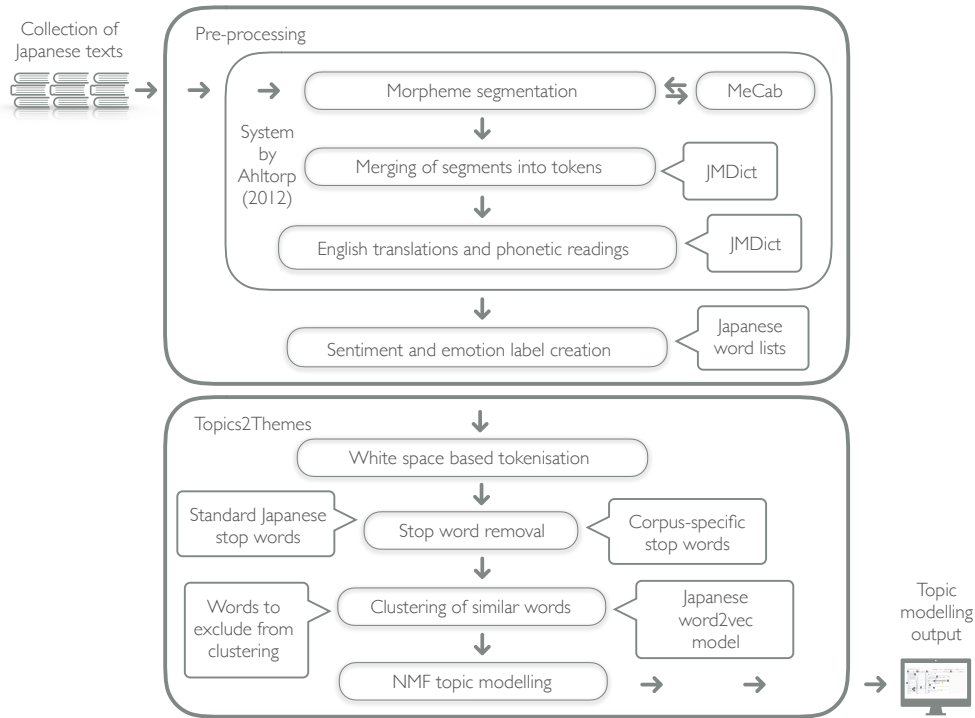 Collection of
Japanese texts
Pre-processing
Morpheme segmentation
MeCab
System
by
Ahltorp
(2012)
Merging of segments into tokens
JMDict
English translations and phonetic readings
JMDict
Sentiment and emotion label creation
Japanese
word lists
Topics2Themes
White space based tokenisation
Standard Japanese
stop words
Stop word removal
Corpus-specific
stop words
Words to
exclude from
clustering
Clustering of similar words
Japanese
word2vec
model
NMF topic modelling
Topic
modelling
output